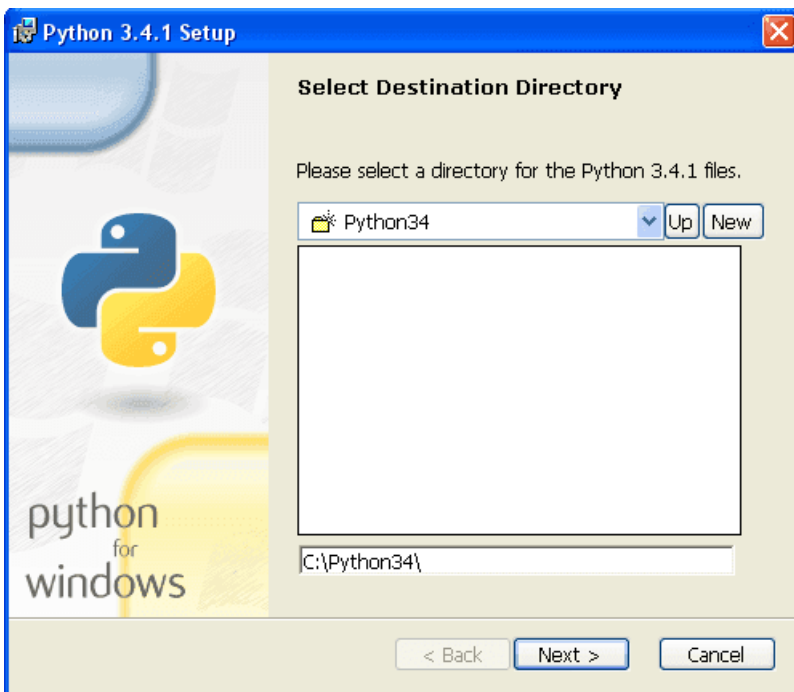 Python 3.4.1 Setup
Select Destination Directory
Please select a directory for the Python 3.4.1 files.
Python34
Up
New
python
for
windows
C:\Python34\
< Back
Next >
Cancel